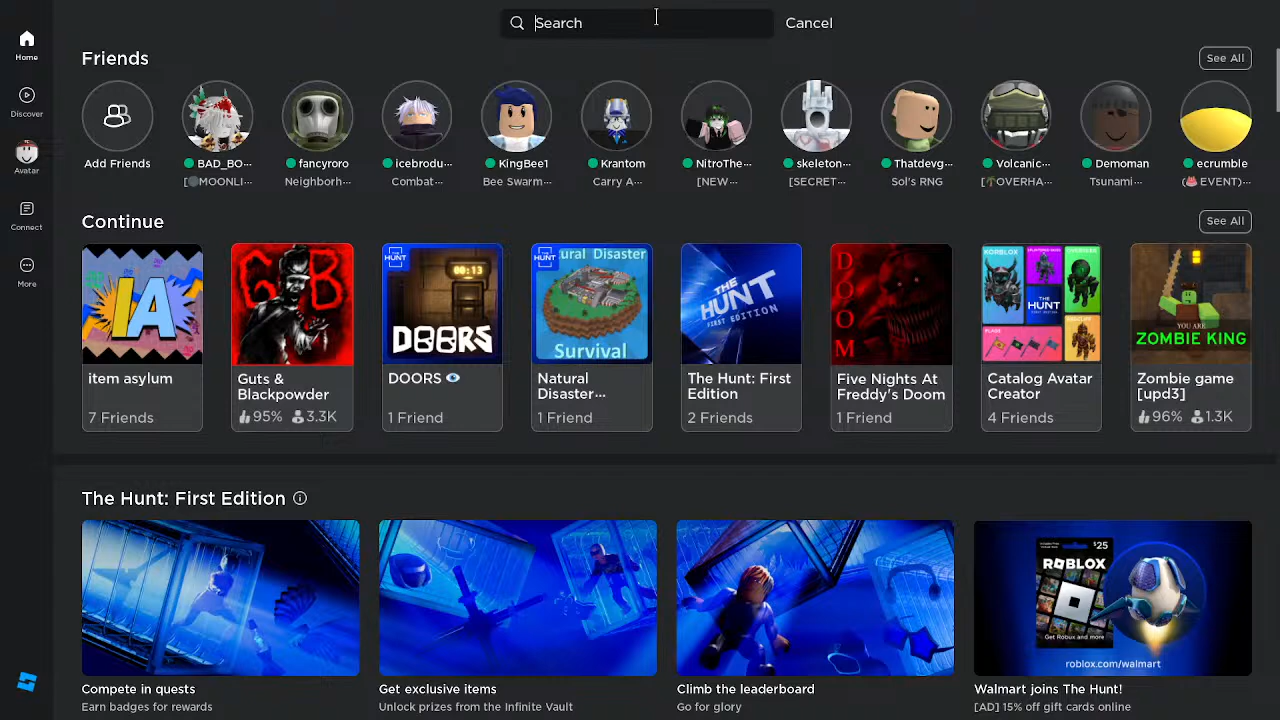 Search
Cancel
Home
Discover
Avatar
Connect
More
Friends
See All
Add Friends
BAD_BO...
fancyroro
icebrodu...
KingBee1
Krantom
NitroThe...
skeleton...
Thatdevg...
Volcanic...
Demoman
ecrumble
[🌑MOONLI...
Neighborh...
Combat...
Bee Swarm...
Carry A...
[NEW...
[SECRET...
Sol's RNG
[🌴OVERHA...
Tsunami...
EVENT)...
Continue
See All
IA
item asylum
7 Friends
G&B
Guts &
Blackpowder
95% 3.3K
HUNT
00:13
DOORS
DOORS 👁
1 Friend
HUNT
ural Disaster
Survival
Natural
Disaster...
1 Friend
THE
HUNT
FIRST EDITION
The Hunt: First
Edition
2 Friends
DOOM
Five Nights At
Freddy's Doom
1 Friend
KORBLOX
THE
HUNT
Catalog Avatar
Creator
4 Friends
YOU ARE
ZOMBIE KING
Zombie game
[upd3]
96% 1.3K
The Hunt: First Edition
Compete in quests
Earn badges for rewards
Get exclusive items
Unlock prizes from the Infinite Vault
Climb the leaderboard
Go for glory
$25
ROBLOX
Get Robux and more
roblox.com/walmart
Walmart joins The Hunt!
[AD] 15% off gift cards online